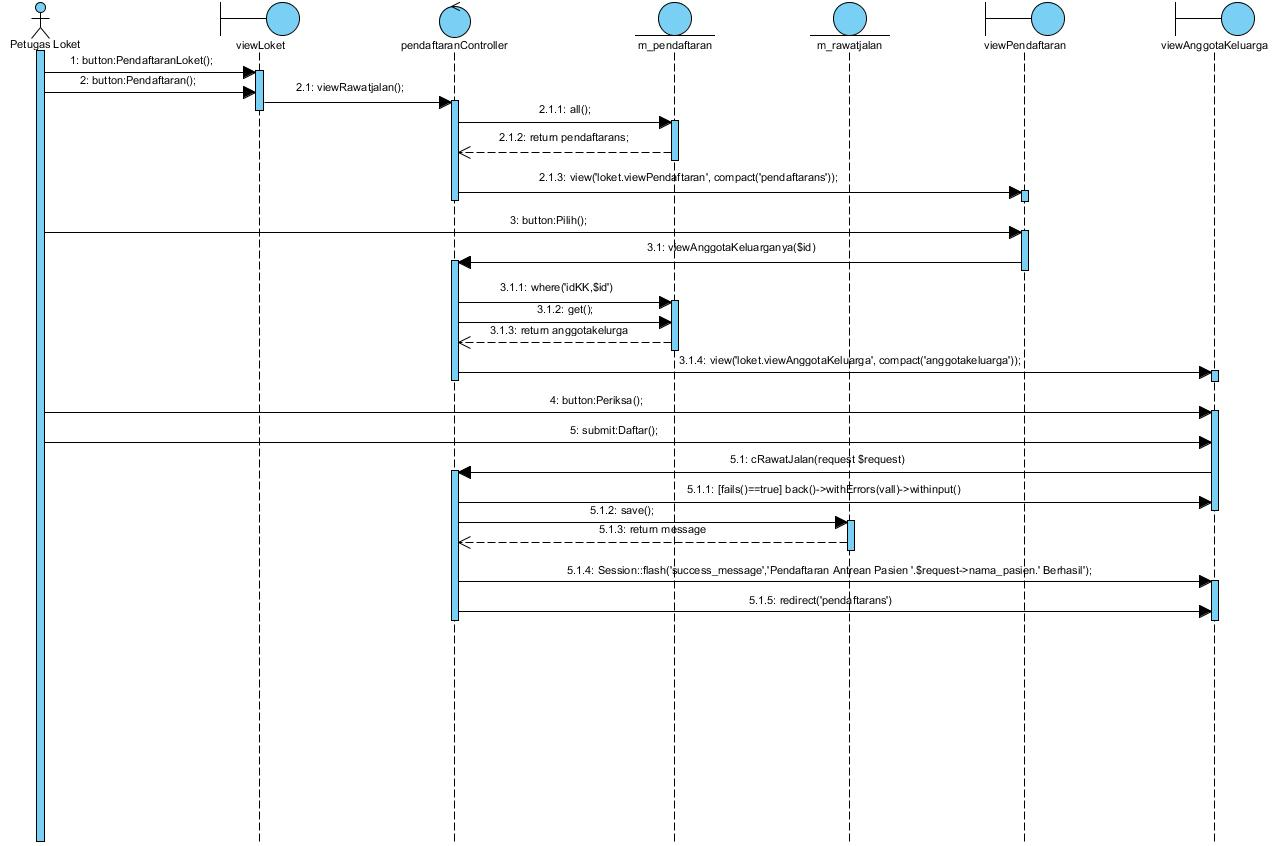 Petugas Loket
viewLoket
pendaftaranController
m_pendaftaran
m_rawatjalan
viewPendaftaran
viewAnggotaKeluarga
1: button:PendaftaranLoket();
2: button:Pendaftaran();
2.1: viewRawatjalan();
2.1.1: all();
2.1.2: return pendaftarans;
2.1.3: view('loket.viewPendaftaran', compact('pendaftarans'));
3: button:Pilih();
3.1: viewAnggotaKeluarganya($id)
3.1.1: where('idKK,$id')
3.1.2: get();
3.1.3: return anggotakelurga
3.1.4: view('loket.viewAnggotaKeluarga', compact('anggotakeluarga'));
4: button:Periksa();
5: submit:Daftar();
5.1: cRawatJalan(request $request)
5.1.1: [fails()==true] back()->withErrors(vall)->withinput()
5.1.2: save();
5.1.3: return message
5.1.4: Session::flash('success_message','Pendaftaran Antrean Pasien '.$request->nama_pasien.' Berhasil');
5.1.5: redirect('pendaftarans')